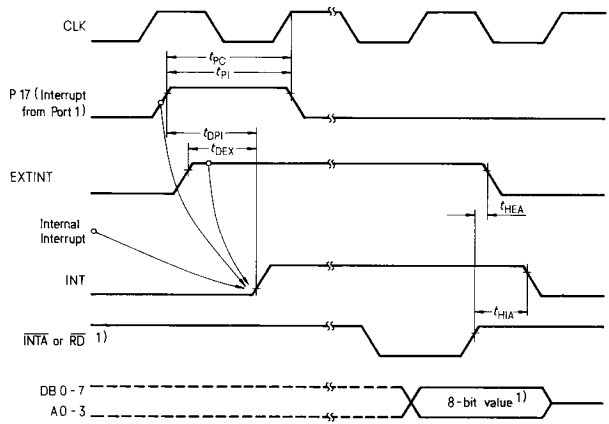 CLK
tPC
tPI
P 17 (Interrupt
from Port 1)
tDPI
tDEX
EXTINT
tHEA
Internal
Interrupt
INT
tHIA
INTA or RD 1)
DB 0 - 7
A 0 - 3
8-bit value 1)